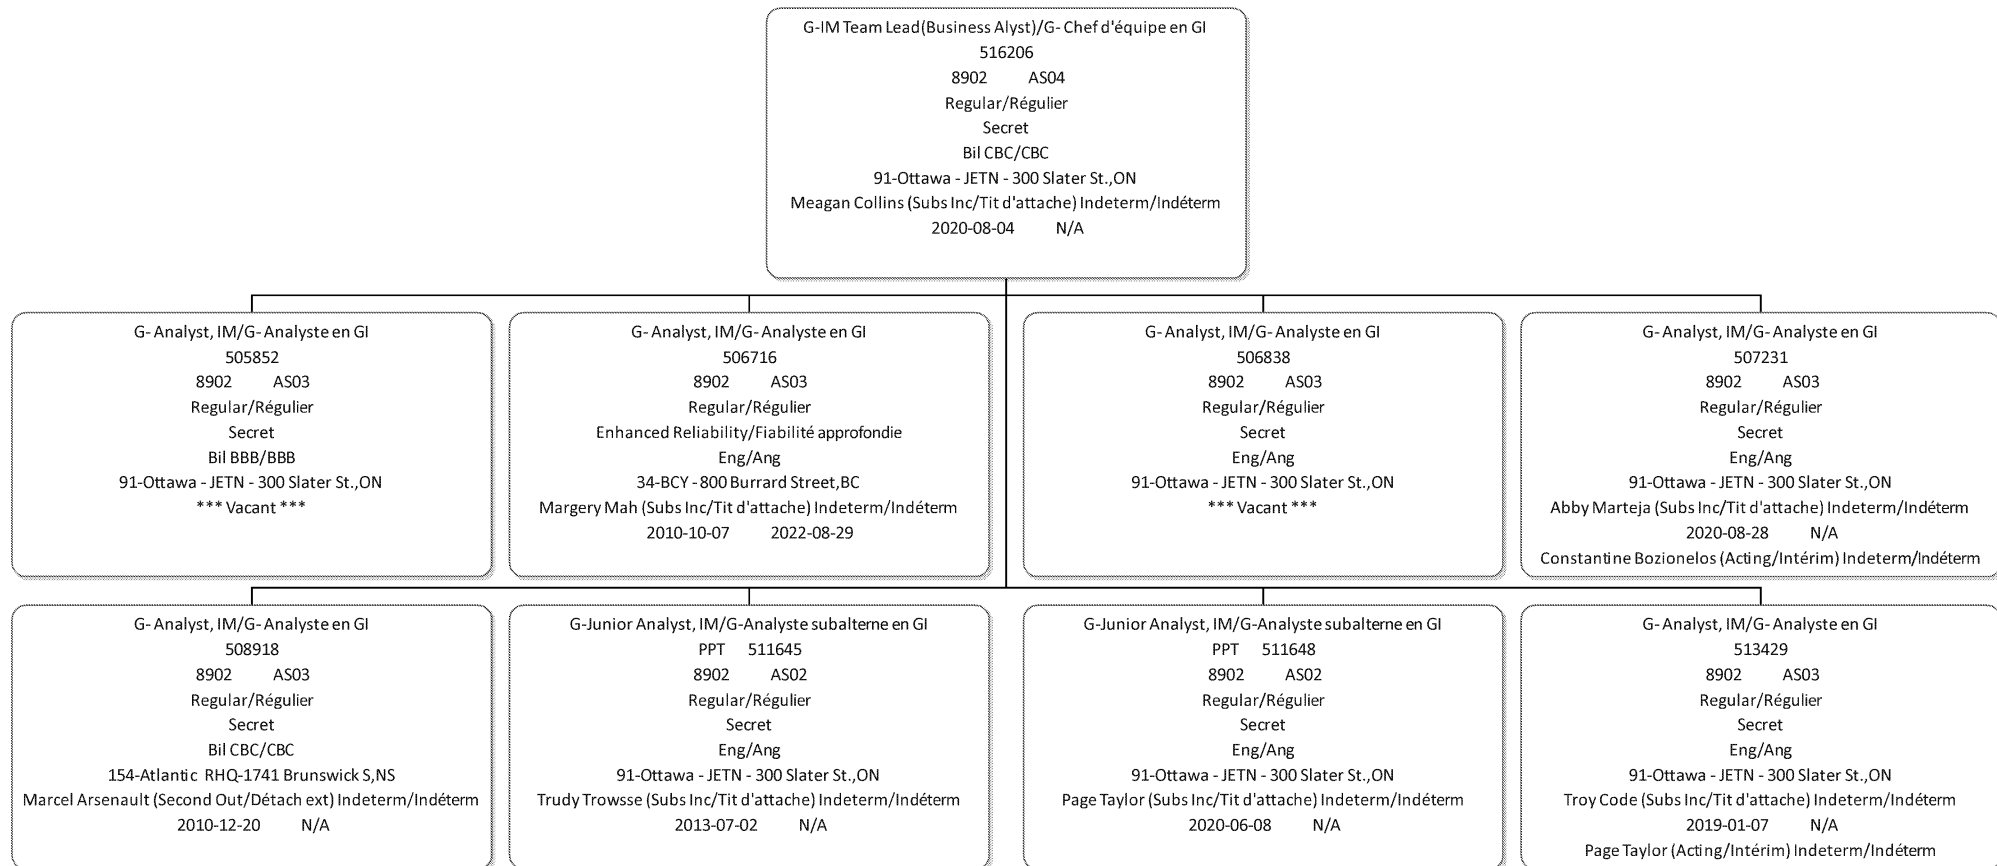 G-IM Team Lead(Business Alyst)/G- Chef d'équipe en GI
516206
8902 AS04
Regular/Régulier
Secret
Bil CBC/CBC
91-Ottawa - JETN - 300 Slater St.,ON
Meagan Collins (Subs Inc/Tit d'attache) Indeterm/Indéterm
2020-08-04 N/A
G- Analyst, IM/G- Analyste en GI
505852
8902 AS03
Regular/Régulier
Secret
Bil BBB/BBB
91-Ottawa - JETN - 300 Slater St.,ON
*** Vacant ***
G- Analyst, IM/G- Analyste en GI
506716
8902 AS03
Regular/Régulier
Enhanced Reliability/Fiabilité approfondie
Eng/Ang
34-BCY - 800 Burrard Street,BC
Margery Mah (Subs Inc/Tit d'attache) Indeterm/Indéterm
2010-10-07 2022-08-29
G- Analyst, IM/G- Analyste en GI
506838
8902 AS03
Regular/Régulier
Secret
Eng/Ang
91-Ottawa - JETN - 300 Slater St.,ON
*** Vacant ***
G- Analyst, IM/G- Analyste en GI
507231
8902 AS03
Regular/Régulier
Secret
Eng/Ang
91-Ottawa - JETN - 300 Slater St.,ON
Abby Marteja (Subs Inc/Tit d'attache) Indeterm/Indéterm
2020-08-28 N/A
Constantine Bozionelos (Acting/Intérim) Indeterm/Indéterm
G- Analyst, IM/G- Analyste en GI
508918
8902 AS03
Regular/Régulier
Secret
Bil CBC/CBC
154-Atlantic RHQ-1741 Brunswick S,NS
Marcel Arsenault (Second Out/Détach ext) Indeterm/Indéterm
2010-12-20 N/A
G-Junior Analyst, IM/G-Analyste subalterne en GI
PPT 511645
8902 AS02
Regular/Régulier
Secret
Eng/Ang
91-Ottawa - JETN - 300 Slater St.,ON
Trudy Trowsse (Subs Inc/Tit d'attache) Indeterm/Indéterm
2013-07-02 N/A
G-Junior Analyst, IM/G-Analyste subalterne en GI
PPT 511648
8902 AS02
Regular/Régulier
Secret
Eng/Ang
91-Ottawa - JETN - 300 Slater St.,ON
Page Taylor (Subs Inc/Tit d'attache) Indeterm/Indéterm
2020-06-08 N/A
G- Analyst, IM/G- Analyste en GI
513429
8902 AS03
Regular/Régulier
Secret
Eng/Ang
91-Ottawa - JETN - 300 Slater St.,ON
Troy Code (Subs Inc/Tit d'attache) Indeterm/Indéterm
2019-01-07 N/A
Page Taylor (Acting/Intérim) Indeterm/Indéterm